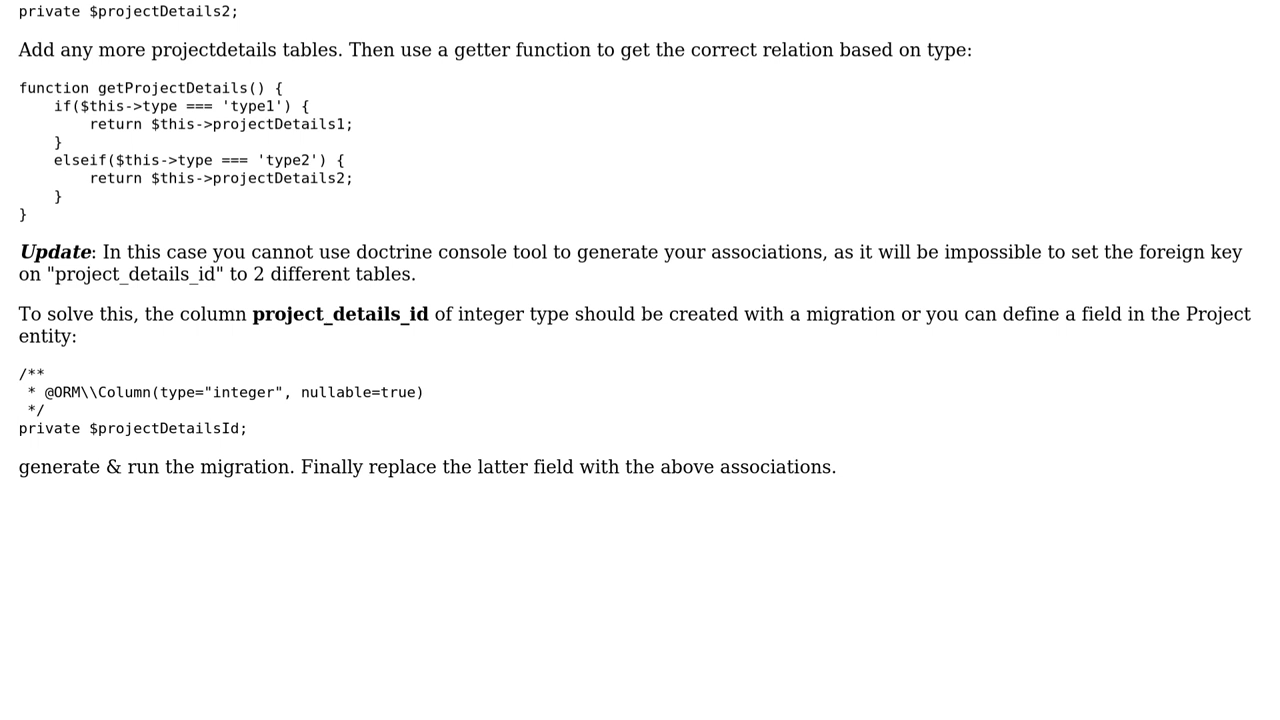 private $projectDetails2;
Add any more projectdetails tables. Then use a getter function to get the correct relation based on type:
function getProjectDetails() {
    if($this->type === 'type1') {
        return $this->projectDetails1;
    }
    elseif($this->type === 'type2') {
        return $this->projectDetails2;
    }
}
Update: In this case you cannot use doctrine console tool to generate your associations, as it will be impossible to set the foreign key
on "project_details_id" to 2 different tables.
To solve this, the column project_details_id of integer type should be created with a migration or you can define a field in the Project
entity:
/**
 * @ORM\\Column(type="integer", nullable=true)
 */
private $projectDetailsId;
generate & run the migration. Finally replace the latter field with the above associations.